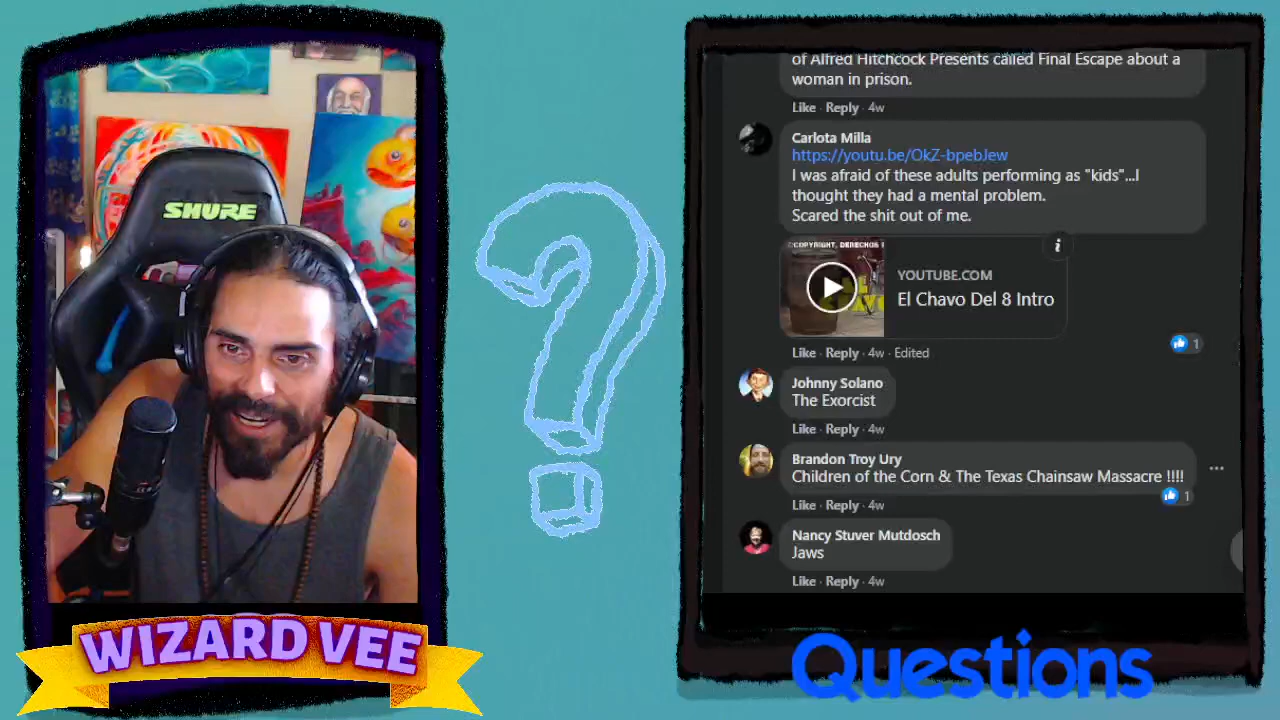 SHURE
WIZARD VEE
of Alfred Hitchcock Presents called Final Escape about a
woman in prison.
Like · Reply · 4w
Carlota Milla
https://youtu.be/OkZ-bpebJew
I was afraid of these adults performing as "kids"...I
thought they had a mental problem.
Scared the shit out of me.
COPYRIGHT, DERECHOS
YOUTUBE.COM
El Chavo Del 8 Intro
Like · Reply · 4w · Edited
1
Johnny Solano
The Exorcist
Like · Reply · 4w
Brandon Troy Ury
Children of the Corn & The Texas Chainsaw Massacre !!!!
Like · Reply · 4w
1
Nancy Stuver Mutdosch
Jaws
Like · Reply · 4w
Questions